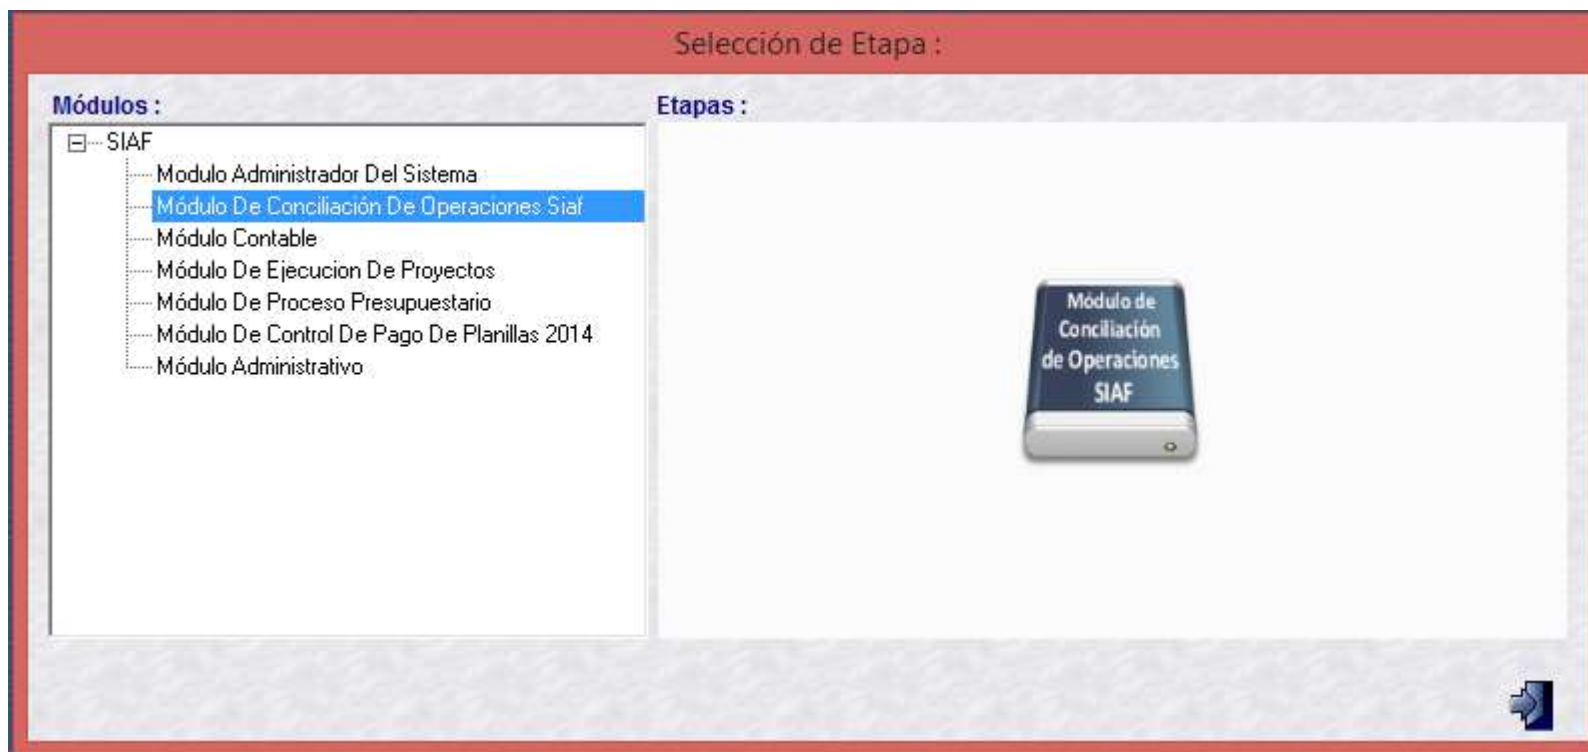 Selección de Etapa :
Módulos :
Etapas :
SIAF
Modulo Administrador Del Sistema
Módulo De Conciliación De Operaciones Siaf
Módulo Contable
Módulo De Ejecucion De Proyectos
Módulo De Proceso Presupuestario
Módulo De Control De Pago De Planillas 2014
Módulo Administrativo
Módulo de
Conciliación
de Operaciones
SIAF